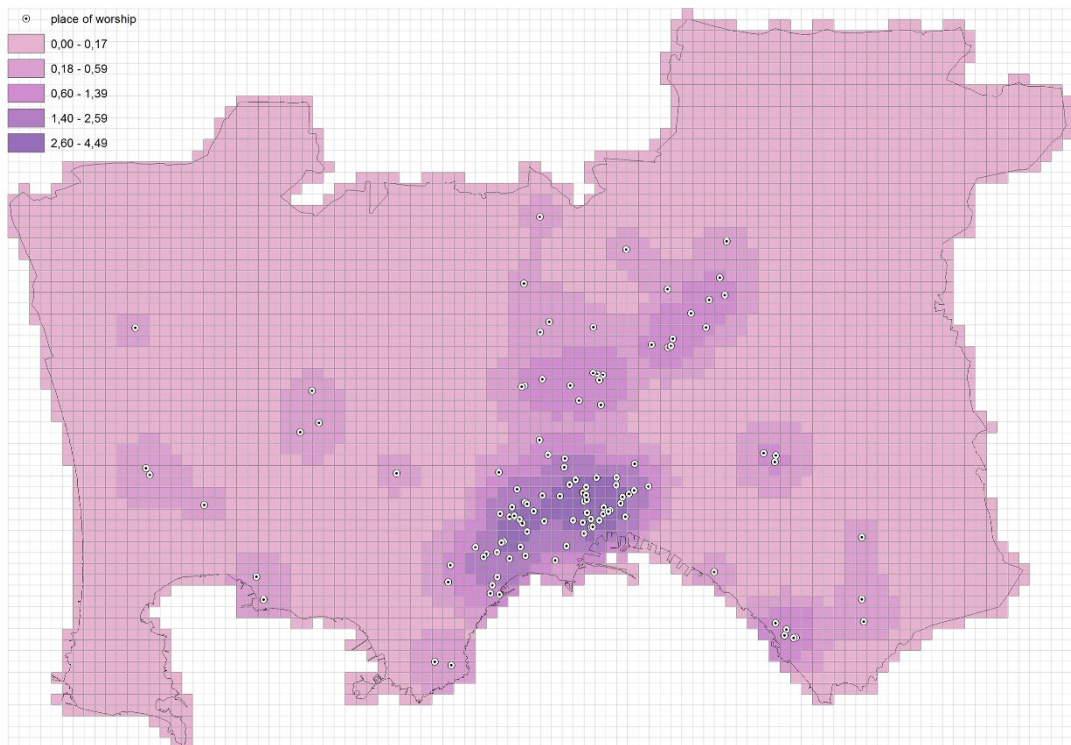 place of worship
0,00 - 0,17
0,18 - 0,59
0,60 - 1,39
1,40 - 2,59
2,60 - 4,49